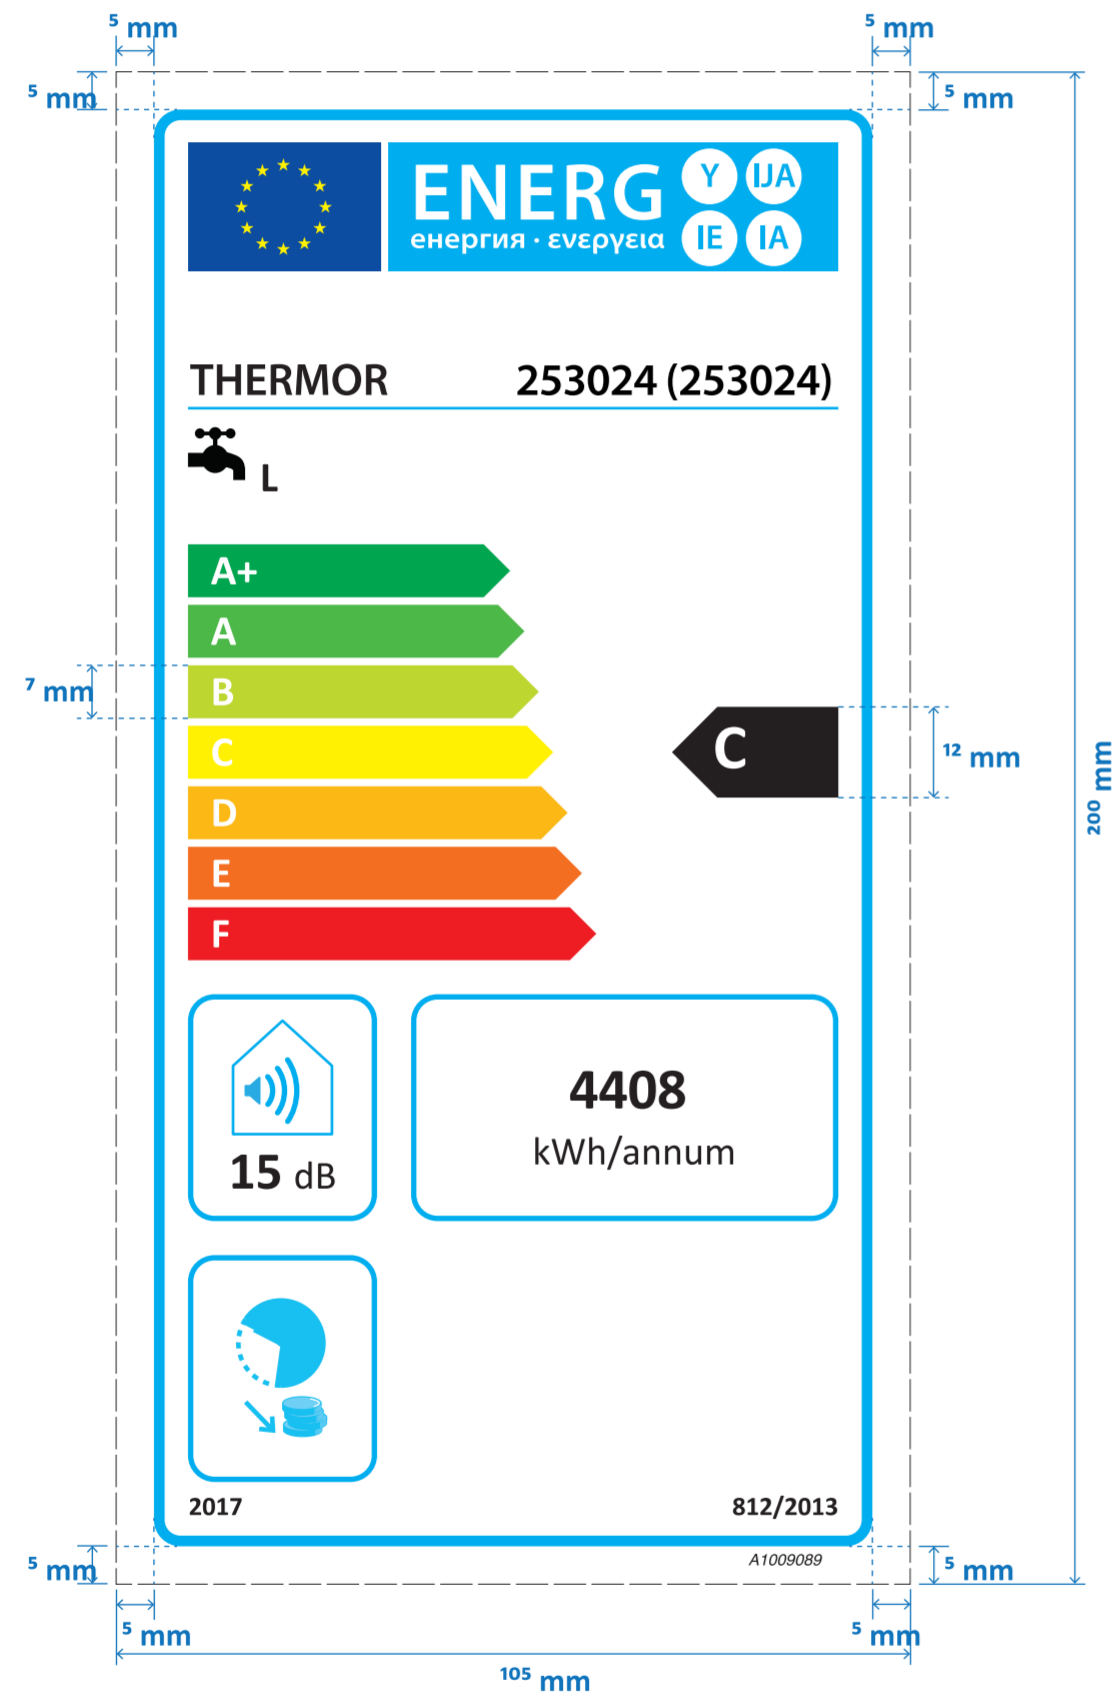 5 mm
5 mm
5 mm
5 mm
ENERG
Y
IJA
енергия · ενεργεια
IE
IA
THERMOR
253024 (253024)
L
A+
A
B
7 mm
C
C
12 mm
200 mm
D
E
F
4408
kWh/annum
15 dB
2017
812/2013
A1009089
5 mm
5 mm
5 mm
5 mm
105 mm